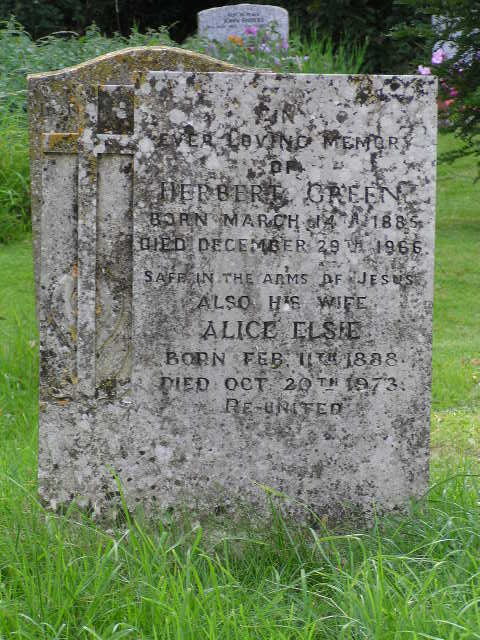 IN
EVER LOVING MEMORY
OF
HERBERT GREEN
BORN MARCH 14TH 1885
DIED DECEMBER 29TH 1966
SAFE IN THE ARMS OF JESUS
ALSO HIS WIFE
ALICE ELSIE
BORN FEB. 11TH 1888
DIED OCT. 20TH 1973.
RE-UNITED